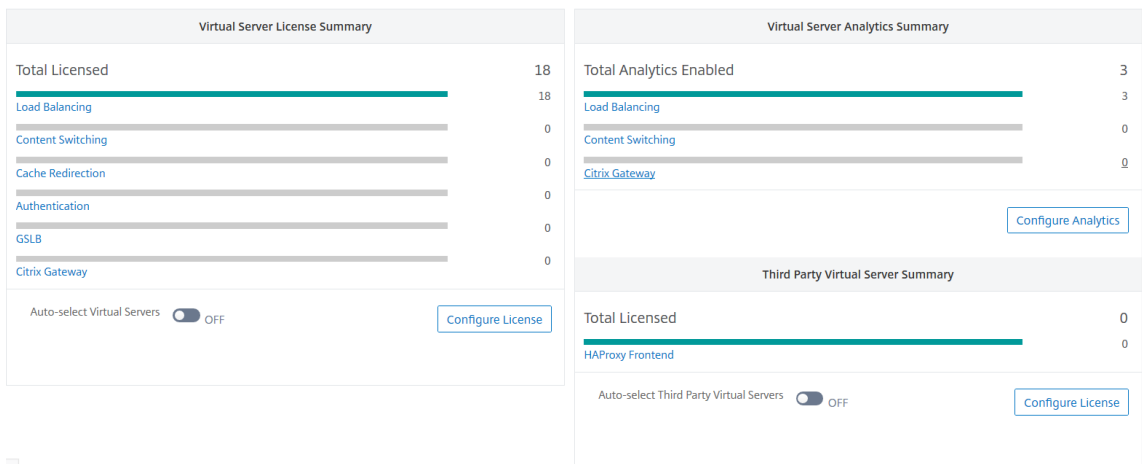 Virtual Server License Summary
Total Licensed 18
18
Load Balancing
0
Content Switching
0
Cache Redirection
0
Authentication
0
GSLB
0
Citrix Gateway
Auto-select Virtual Servers OFF
Configure License
Virtual Server Analytics Summary
Total Analytics Enabled 3
3
Load Balancing
0
Content Switching
0
Citrix Gateway
Configure Analytics
Third Party Virtual Server Summary
Total Licensed 0
0
HAProxy Frontend
Auto-select Third Party Virtual Servers OFF
Configure License